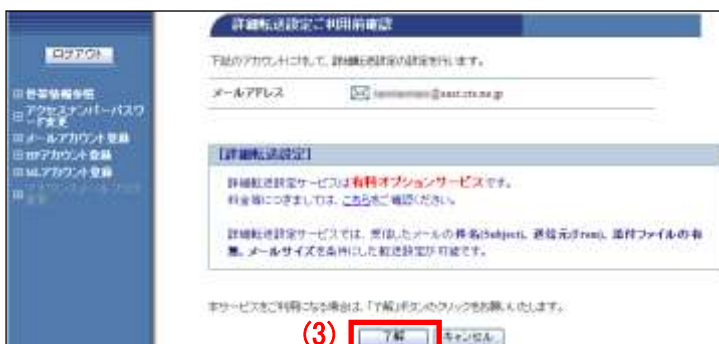 詳細転送設定ご利用前確認
ログアウト
下記のアカウントに対して、詳細転送設定の設定を行います。
メールアドレス
登録情報参照
アクセスナンバーパスワード変更
メールアカウント登録
HPアカウント登録
MLアカウント登録
[詳細転送設定]
詳細転送設定サービスは有料オプションサービスです。
料金等につきましては、こちらをご確認ください。
詳細転送設定サービスでは、受信したメールの件名(Subject)、送信元(From)、添付ファイルの有
無、メールサイズを条件にした転送設定が可能です。
本サービスをご利用になる場合は、「了解」ボタンのクリックをお願いいたします。
(3) 了解 キャンセル